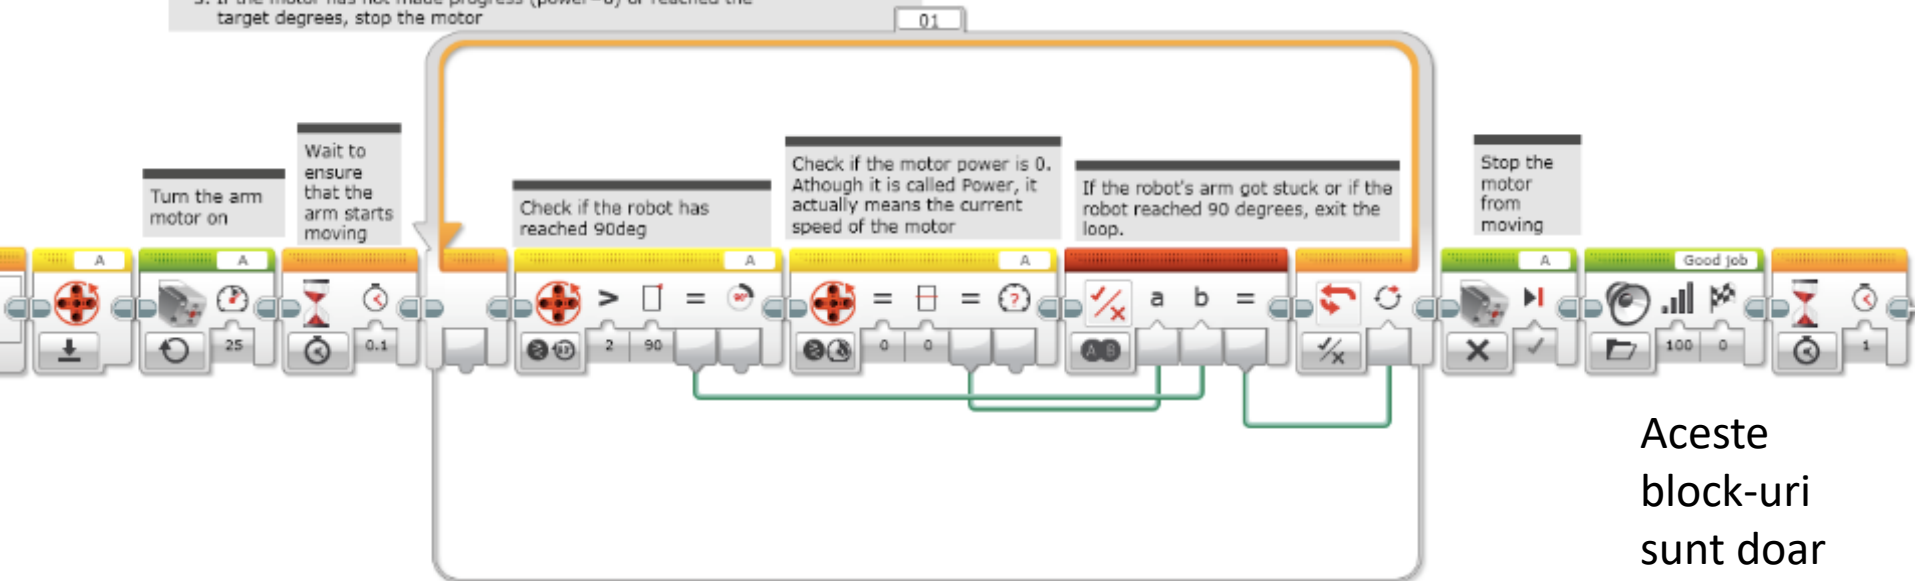 target degrees, stop the motor
01
Turn the arm
motor on
Wait to
ensure
that the
arm starts
moving
Check if the robot has
reached 90deg
Check if the motor power is 0.
Athough it is called Power, it
actually means the current
speed of the motor
If the robot's arm got stuck or if the
robot reached 90 degrees, exit the
loop.
Stop the
motor
from
moving
A
A
A
A
A
Good job
> =
= =
a b =
25
0.1
2 90
0 0
A B
100 0
1
Aceste
block-uri
sunt doar